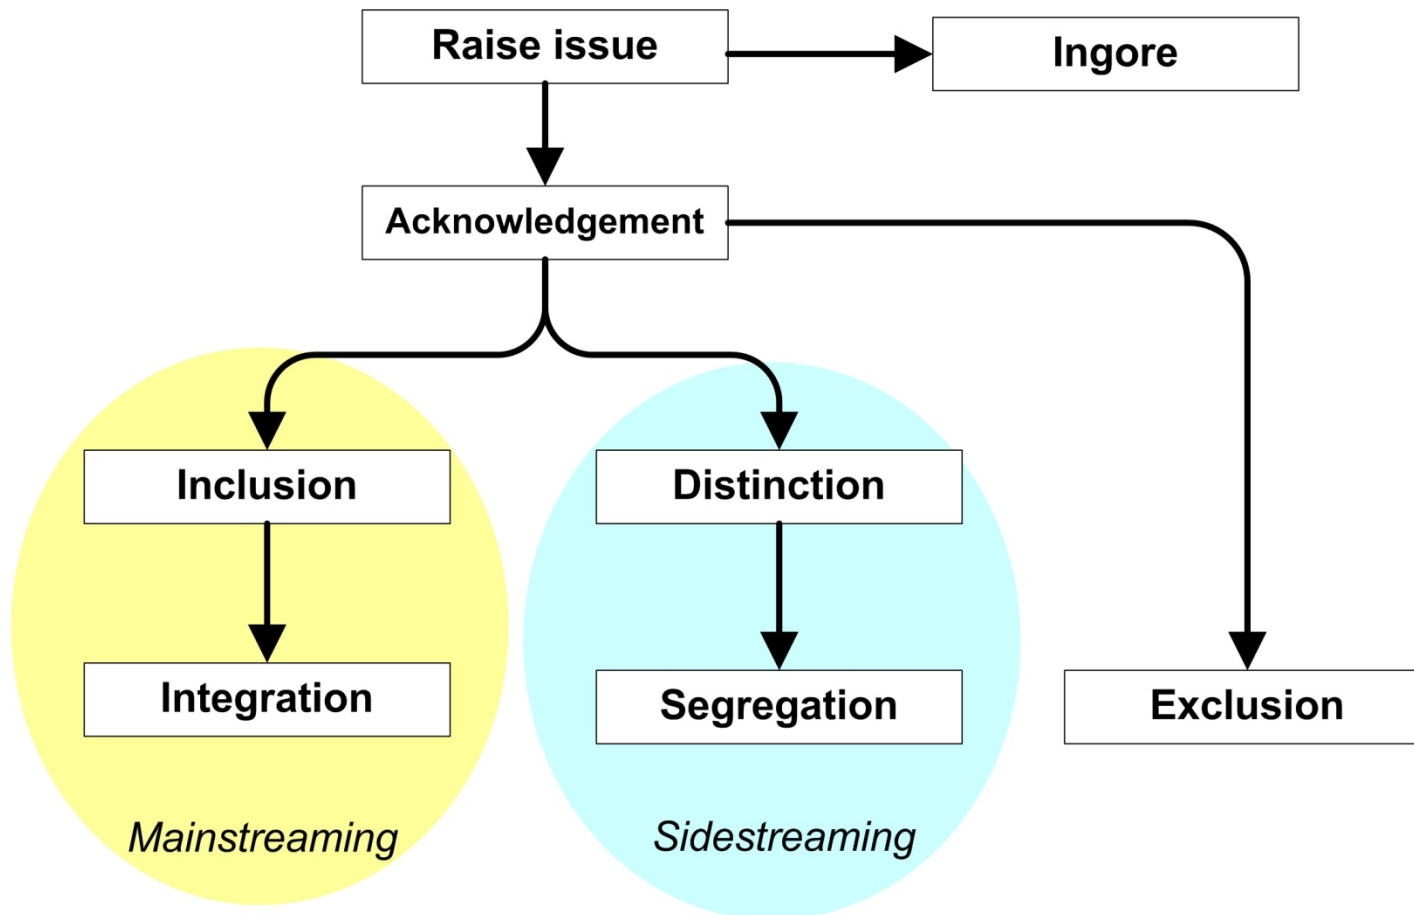 Raise issue
Ingore
Acknowledgement
Inclusion
Distinction
Integration
Segregation
Exclusion
Mainstreaming
Sidestreaming